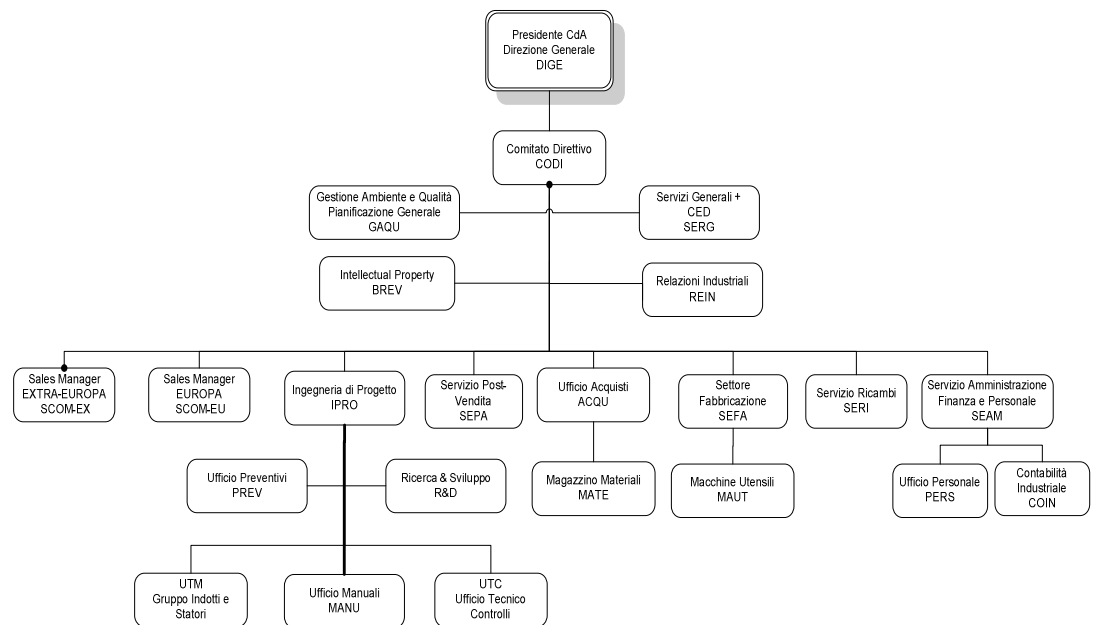 Presidente CdA
Direzione Generale
DIGE
Comitato Direttivo
CODI
Gestione Ambiente e Qualità
Pianificazione Generale
GAQU
Servizi Generali +
CED
SERG
Intellectual Property
BREV
Relazioni Industriali
REIN
Sales Manager
EXTRA-EUROPA
SCOM-EX
Sales Manager
EUROPA
SCOM-EU
Ingegneria di Progetto
IPRO
Servizio Post-
Vendita
SEPA
Ufficio Acquisti
ACQU
Settore
Fabbricazione
SEFA
Servizio Ricambi
SERI
Servizio Amministrazione
Finanza e Personale
SEAM
Ufficio Preventivi
PREV
Ricerca & Sviluppo
R&D
Magazzino Materiali
MATE
Macchine Utensili
MAUT
Ufficio Personale
PERS
Contabilità
Industriale
COIN
UTM
Gruppo Indotti e
Statori
Ufficio Manuali
MANU
UTC
Ufficio Tecnico
Controlli